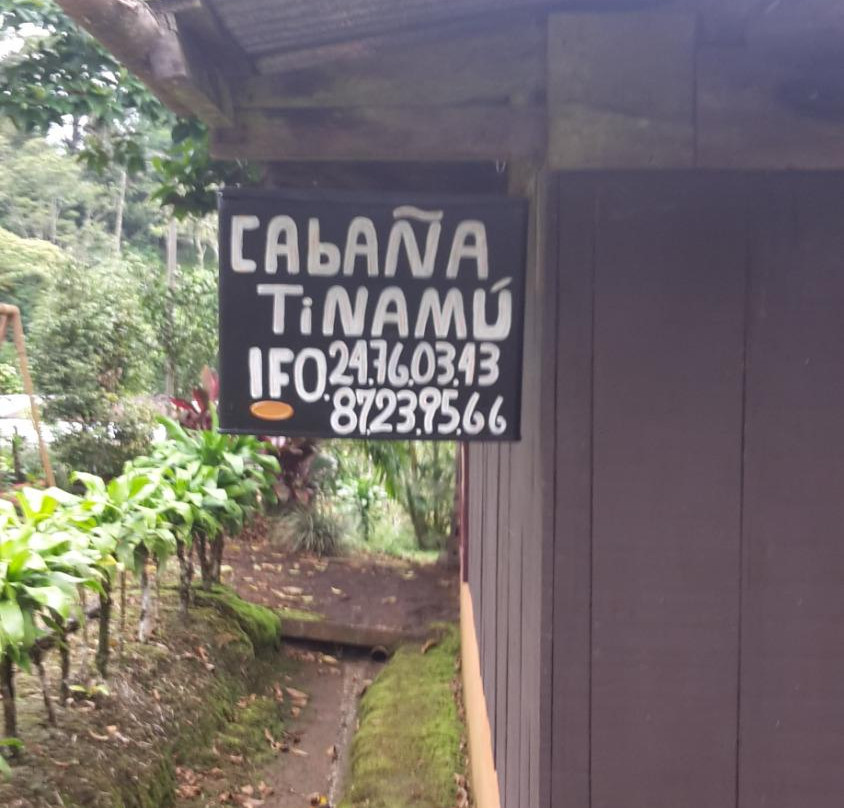 CAbAÑA
TiNAMÚ
IFO. 24.76.03.43
87.23.95.66